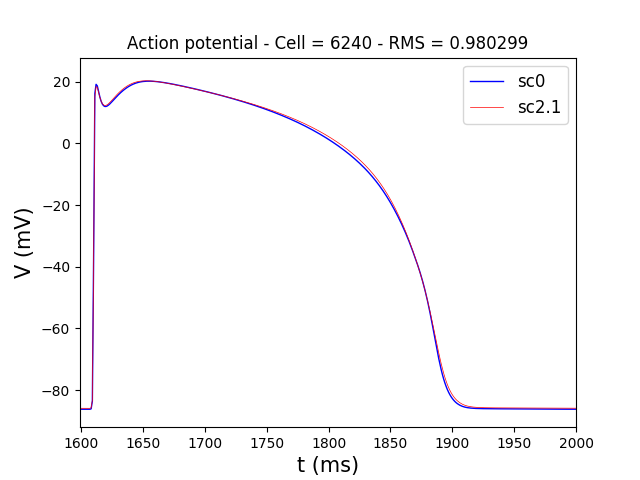 Action potential - Cell = 6240 - RMS = 0.980299
sc0
sc2.1
V (mV)
20
0
−20
−40
−60
−80
1600 1650 1700 1750 1800 1850 1900 1950 2000
t (ms)